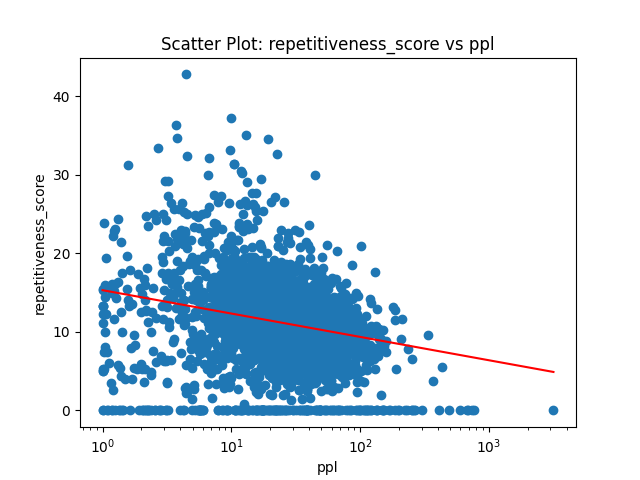 Scatter Plot: repetitiveness_score vs ppl
repetitiveness_score
40
30
20
10
0
10⁰ 10¹ 10² 10³
ppl